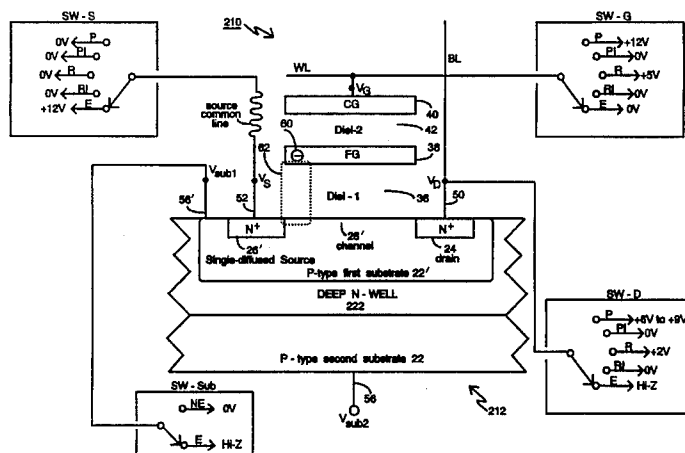 SW - S
210
SW - G
0V P
0V PI
0V R
0V RI
+12V E
P +12V
PI 0V
R +5V
RI 0V
E 0V
WL
BL
VG
source
common
line
CG
40
Diel-2
42
60
62
FG
38
Vsub1
VS
VD
Diel - 1
36
56'
52
50
N+
26'
26'
channel
N+
24
drain
Single-diffused Source
P-type first substrate 22'
DEEP N - WELL
222
P - type second substrate 22
56
Vsub2
212
SW - D
P +8V to +9V
PI 0V
R +2V
RI 0V
E Hi-Z
SW - Sub
NE 0V
E Hi-Z